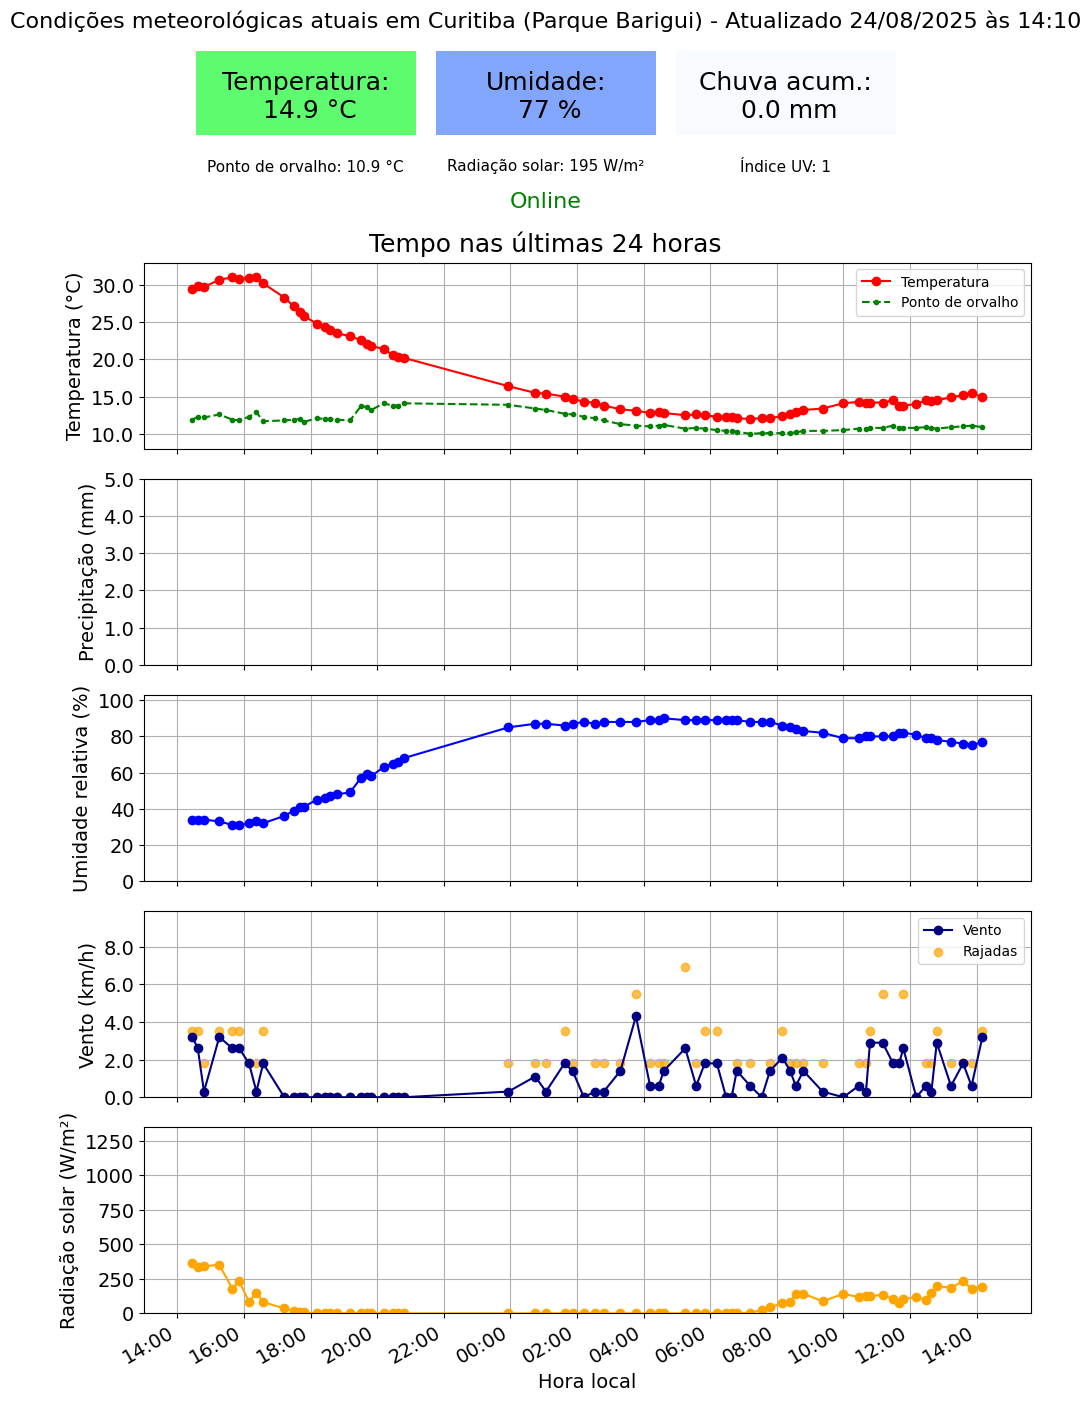 Condições meteorológicas atuais em Curitiba (Parque Barigui) - Atualizado 24/08/2025 às 14:10
Temperatura:
14.9 °C
Umidade:
77 %
Chuva acum.:
0.0 mm
Ponto de orvalho: 10.9 °C
Radiação solar: 195 W/m²
Índice UV: 1
Online
Tempo nas últimas 24 horas
Temperatura (°C)
30.0
25.0
20.0
15.0
10.0
Temperatura
Ponto de orvalho
Precipitação (mm)
5.0
4.0
3.0
2.0
1.0
0.0
Umidade relativa (%)
100
80
60
40
20
0
Vento (km/h)
8.0
6.0
4.0
2.0
0.0
Vento
Rajadas
Radiação solar (W/m²)
1250
1000
750
500
250
0
14:00
16:00
18:00
20:00
22:00
00:00
02:00
04:00
06:00
08:00
10:00
12:00
14:00
Hora local